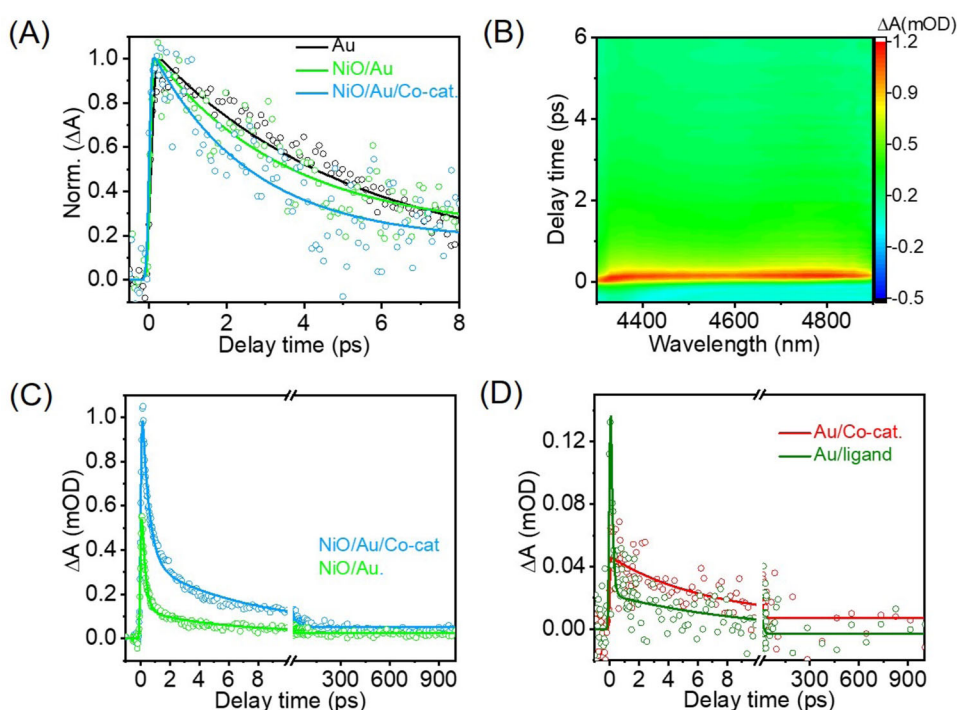 (A)
Au
NiO/Au
NiO/Au/Co-cat.
Norm. (ΔA)
1.0
0.8
0.6
0.4
0.2
0.0
0 2 4 6 8
Delay time (ps)
(B)
ΔA(mOD)
Delay time (ps)
6
4
2
0
1.2
0.9
0.6
0.2
-0.2
-0.5
4400 4600 4800
Wavelength (nm)
(C)
ΔA (mOD)
1.0
0.8
0.6
0.4
0.2
0.0
NiO/Au/Co-cat
NiO/Au.
0 2 4 6 8 300 600 900
Delay time (ps)
(D)
ΔA (mOD)
0.12
0.08
0.04
0.00
Au/Co-cat.
Au/ligand
0 2 4 6 8 300 600 900
Delay time (ps)